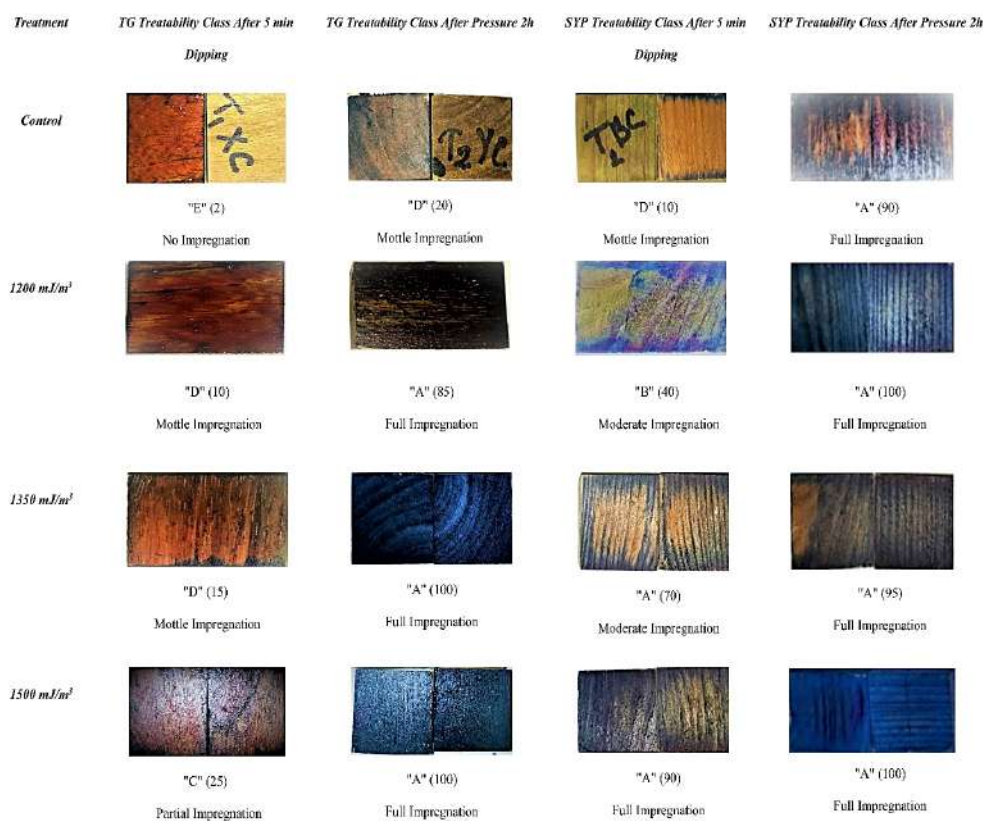 Treatment
TG Treatability Class After 5 min
Dipping
TG Treatability Class After Pressure 2h
SYP Treatability Class After 5 min
Dipping
SYP Treatability Class After Pressure 2h
Control
T1XC
T2YC
T2BC
"E" (2)
"D" (20)
"D" (10)
"A" (90)
No Impregnation
Mottle Impregnation
Mottle Impregnation
Full Impregnation
1200 mJ/m³
"D" (10)
"A" (85)
"B" (40)
"A" (100)
Mottle Impregnation
Full Impregnation
Moderate Impregnation
Full Impregnation
1350 mJ/m³
"D" (15)
"A" (100)
"A" (70)
"A" (95)
Mottle Impregnation
Full Impregnation
Moderate Impregnation
Full Impregnation
1500 mJ/m³
"C" (25)
"A" (100)
"A" (90)
"A" (100)
Partial Impregnation
Full Impregnation
Full Impregnation
Full Impregnation